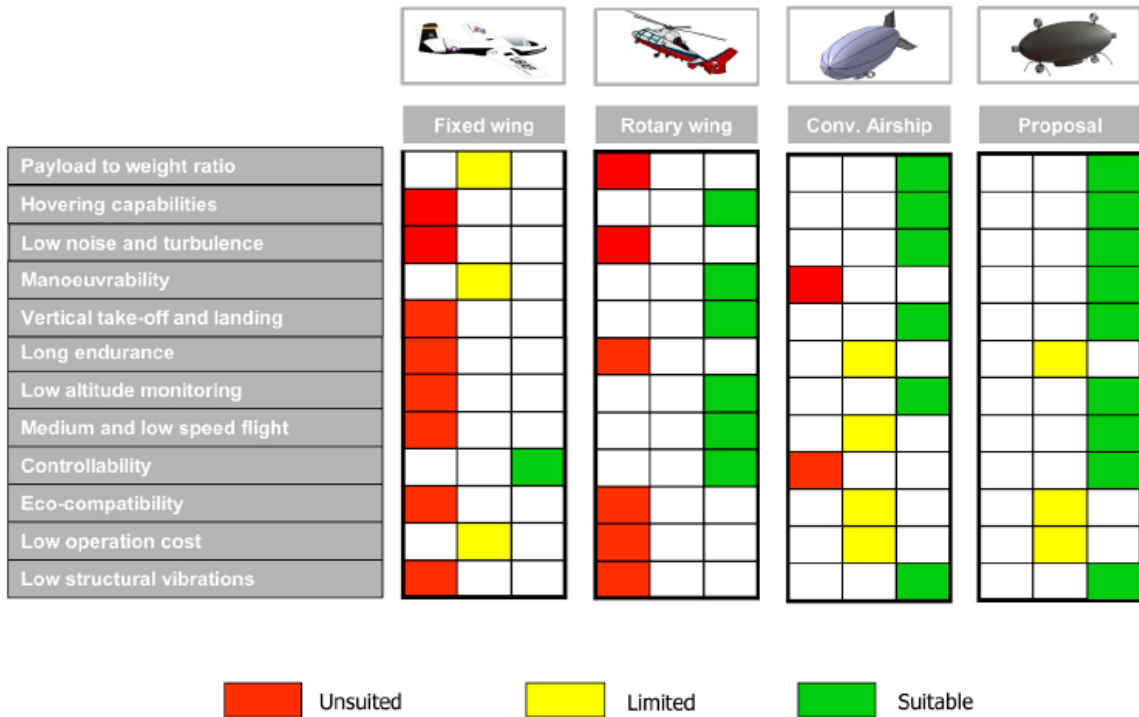 Fixed wing
Rotary wing
Conv. Airship
Proposal
Payload to weight ratio
Hovering capabilities
Low noise and turbulence
Manoeuvrability
Vertical take-off and landing
Long endurance
Low altitude monitoring
Medium and low speed flight
Controllability
Eco-compatibility
Low operation cost
Low structural vibrations
Unsuited
Limited
Suitable